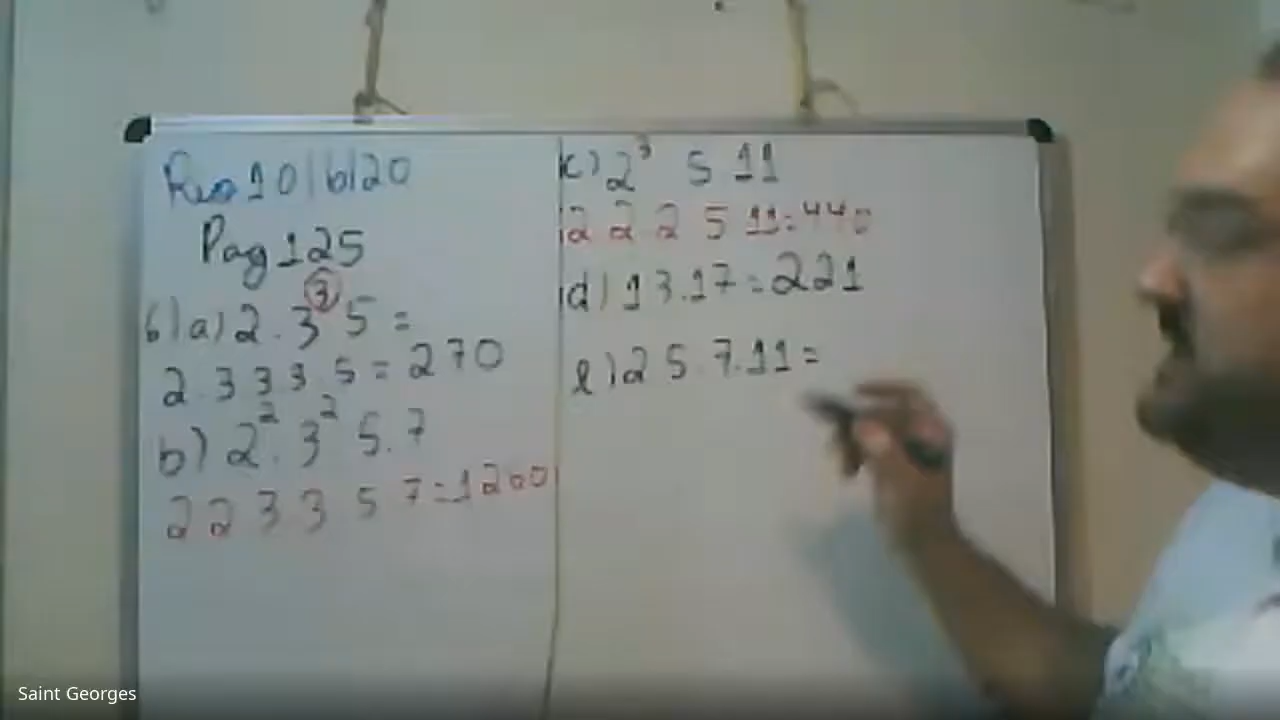 10/6/20
Pag 125
6) a) 2 . 3³ 5 =
2 . 3 3 3 . 5 = 270
b) 2² . 3² 5 . 7
2 2 3 3 5 7 = 1200
c) 2³ 5 11
2 2 2 5 11 = 440
d) 13 . 17 = 221
e) 2 5 . 7 . 11 =
Saint Georges